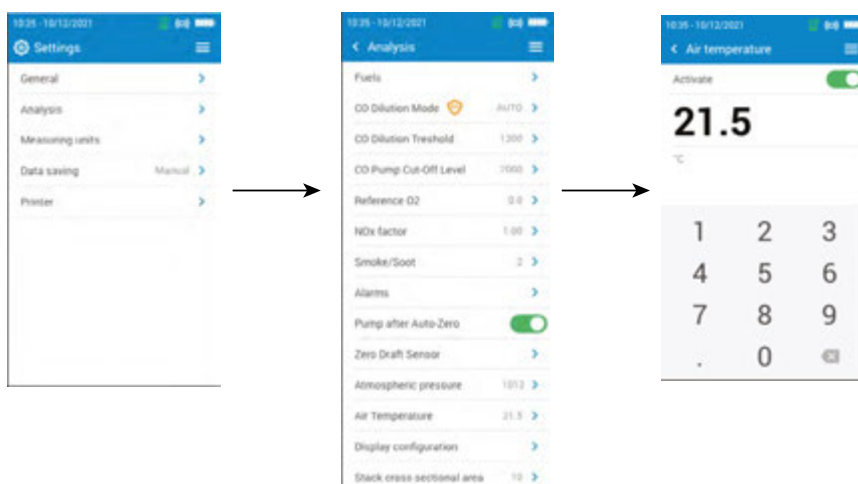 10:35 - 10/12/2021
Settings
General
Analysis
Measuring units
Data saving Manual
Printer
10:35 - 10/12/2021
Analysis
Fuels
CO Dilution Mode AUTO
CO Dilution Treshold 1300
CO Pump Cut-Off Level 7000
Reference O2 0.0
NOx factor 1.00
Smoke/Soot 2
Alarms
Pump after Auto-Zero
Zero Draft Sensor
Atmospheric pressure 1012
Air Temperature 21.5
Display configuration
Stack cross sectional area 10
10:35 - 10/12/2021
Air temperature
Activate
21.5
°C
1 2 3
4 5 6
7 8 9
. 0